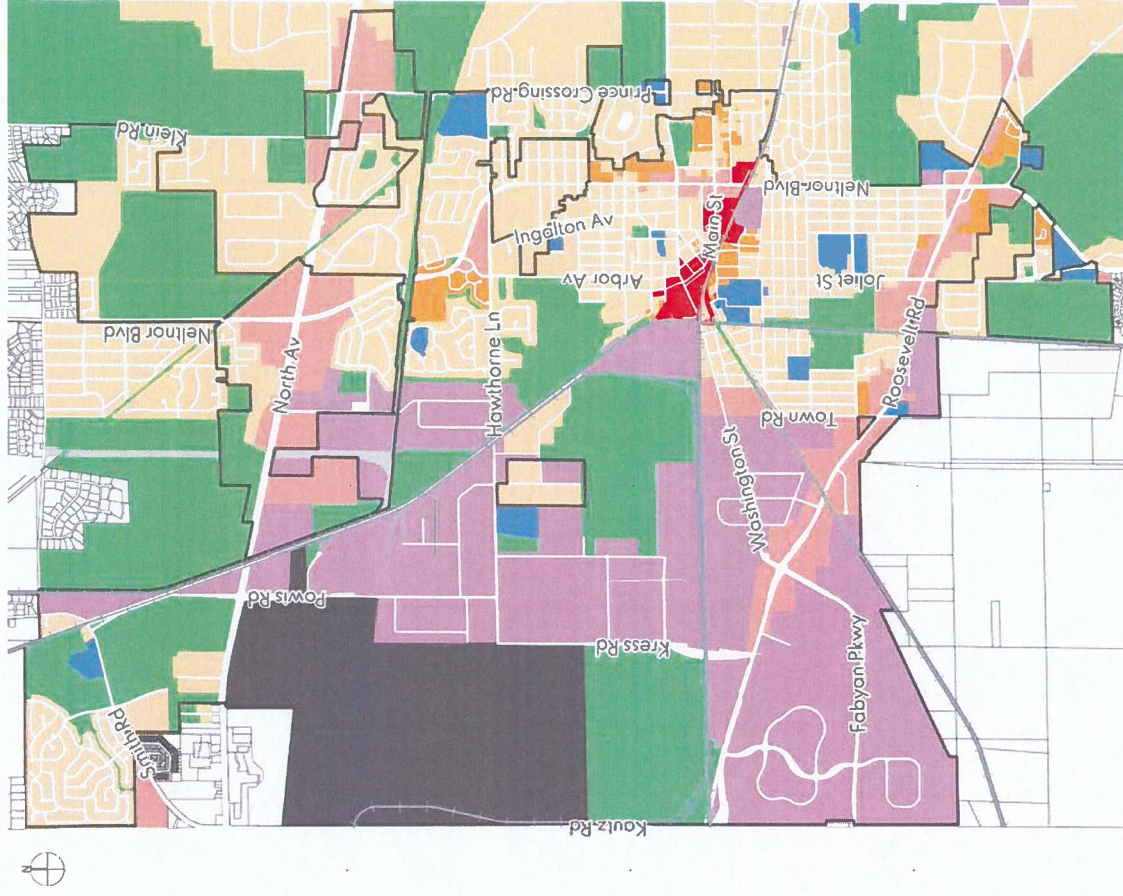 Prince Crossing Rd
Klein Rd
Neltnor Blvd
Main St
Ingalton Av
Arbor Av
Joliet St
Neltnor Blvd
Hawthorne Ln
North Av
Roosevelt Rd
Town Rd
Washington St
Powis Rd
Kress Rd
Fabyan Pkwy
Smith Rd
Kautz Rd
N